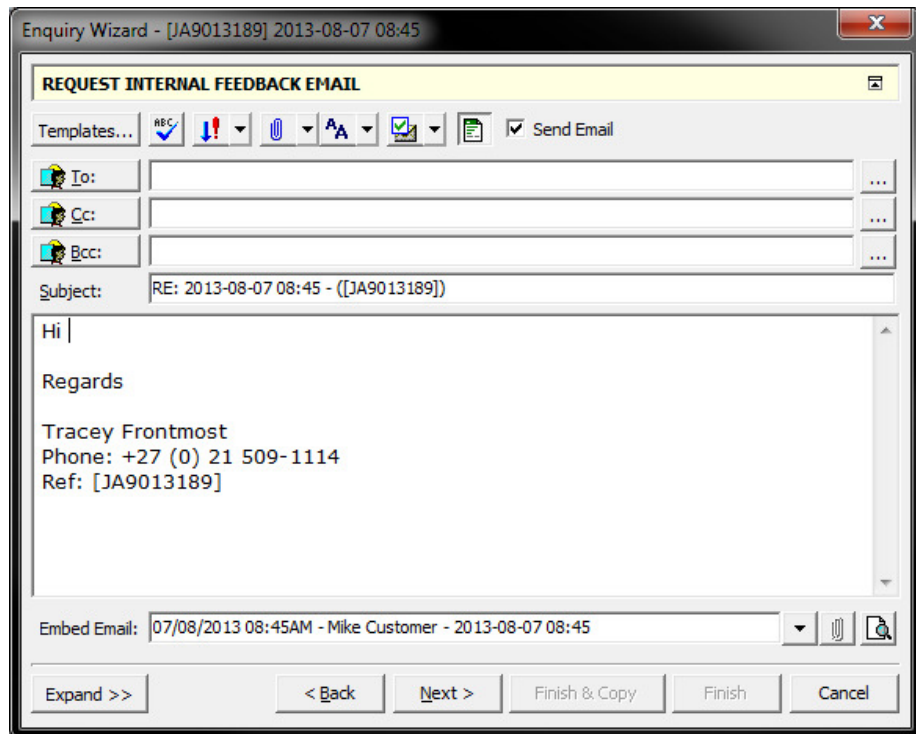 Enquiry Wizard - [JA9013189] 2013-08-07 08:45
REQUEST INTERNAL FEEDBACK EMAIL
Templates... ABC Send Email
To: ...
Cc: ...
Bcc: ...
Subject: RE: 2013-08-07 08:45 - ([JA9013189])
Hi
Regards
Tracey Frontmost
Phone: +27 (0) 21 509-1114
Ref: [JA9013189]
Embed Email: 07/08/2013 08:45AM - Mike Customer - 2013-08-07 08:45
Expand >> < Back Next > Finish & Copy Finish Cancel